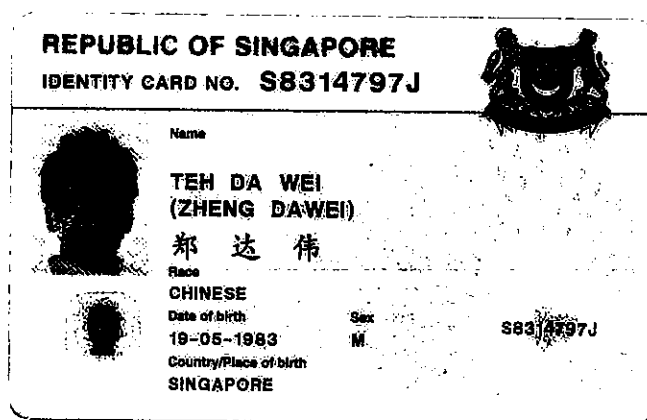 REPUBLIC OF SINGAPORE
IDENTITY CARD NO. S8314797J
Name
TEH DA WEI
(ZHENG DAWEI)
郑 达 伟
Race
CHINESE
Date of birth Sex
19-05-1983 M S8314797J
Country/Place of birth
SINGAPORE